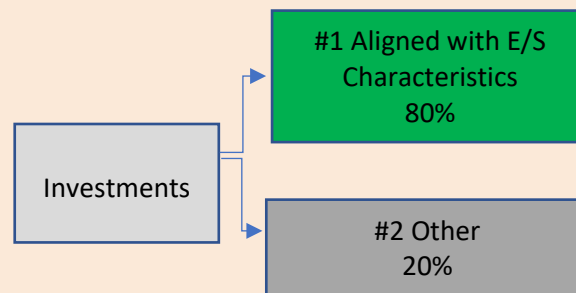 #1 Aligned with E/S
Characteristics
80%
Investments
#2 Other
20%